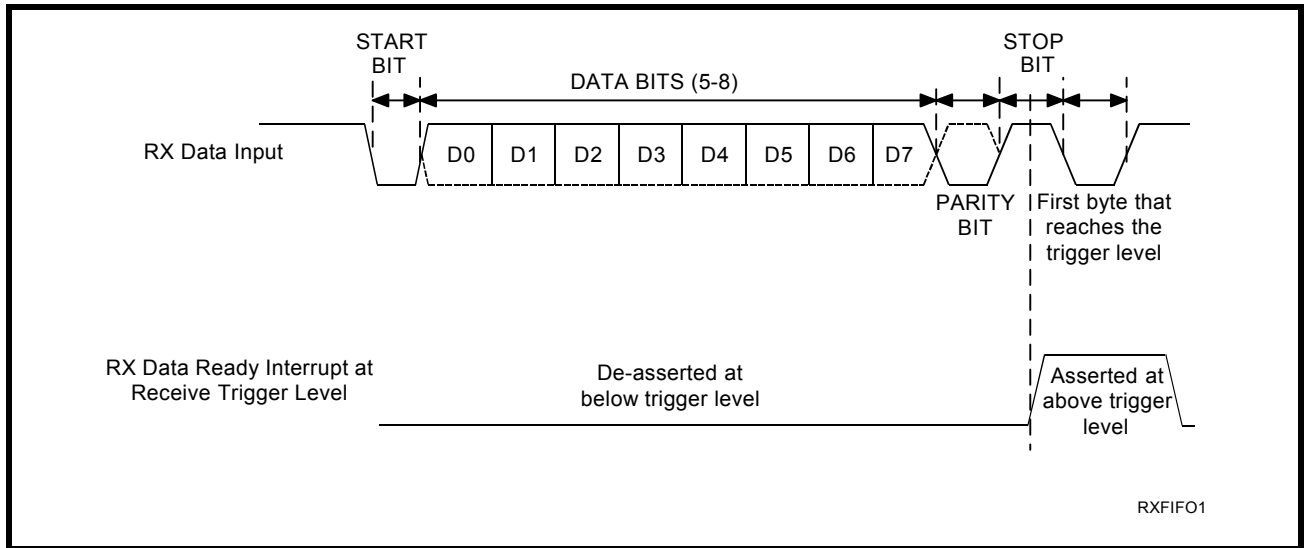 START
BIT
STOP
BIT
DATA BITS (5-8)
RX Data Input
D0 D1 D2 D3 D4 D5 D6 D7
PARITY
BIT
First byte that
reaches the
trigger level
RX Data Ready Interrupt at
Receive Trigger Level
De-asserted at
below trigger level
Asserted at
above trigger
level
RXFIFO1